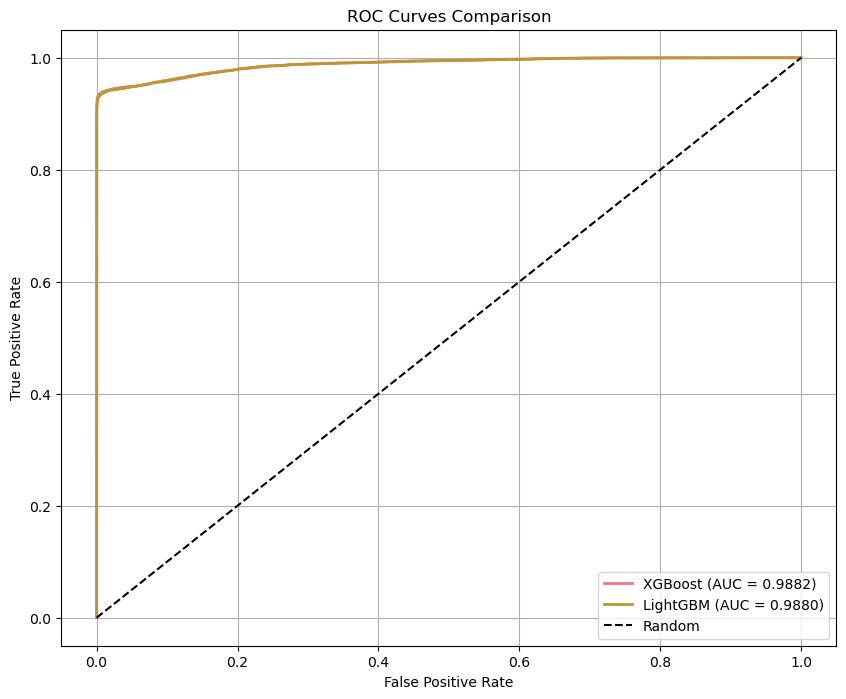 ROC Curves Comparison
True Positive Rate
1.0
0.8
0.6
0.4
0.2
0.0
0.0 0.2 0.4 0.6 0.8 1.0
False Positive Rate
XGBoost (AUC = 0.9882)
LightGBM (AUC = 0.9880)
Random